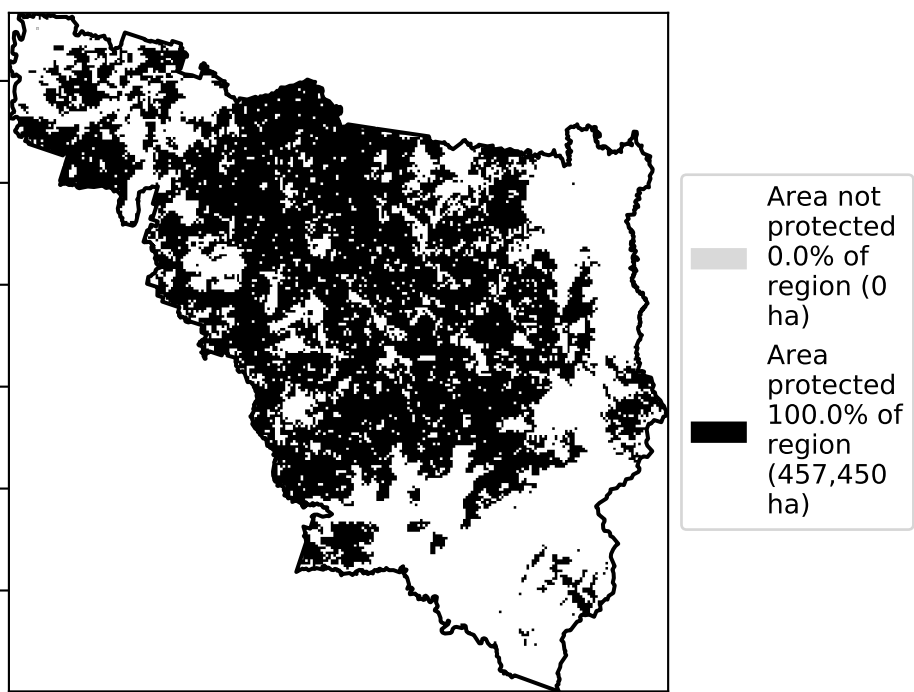 Area not
protected
0.0% of
region (0
ha)
Area
protected
100.0% of
region
(457,450
ha)